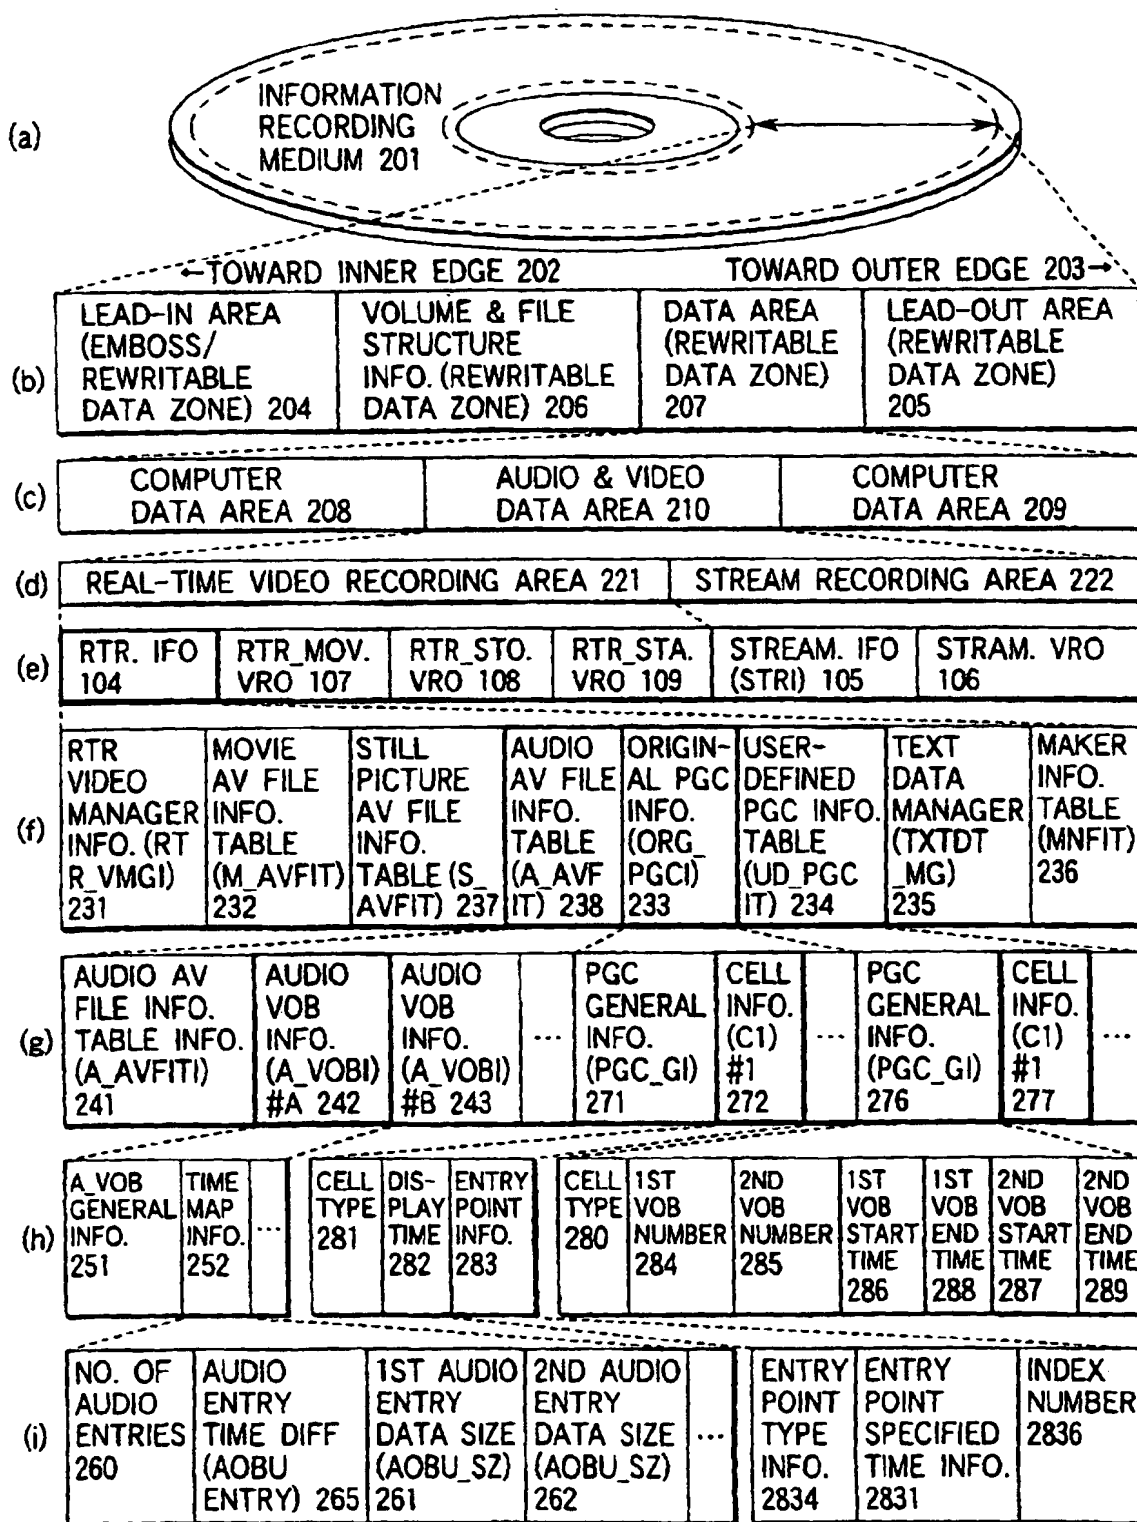 (a)
INFORMATION
RECORDING
MEDIUM 201
←TOWARD INNER EDGE 202
TOWARD OUTER EDGE 203→
(b)
LEAD-IN AREA
(EMBOSS/
REWRITABLE
DATA ZONE) 204
VOLUME & FILE
STRUCTURE
INFO. (REWRITABLE
DATA ZONE) 206
DATA AREA
(REWRITABLE
DATA ZONE)
207
LEAD-OUT AREA
(REWRITABLE
DATA ZONE)
205
(c)
COMPUTER
DATA AREA 208
AUDIO & VIDEO
DATA AREA 210
COMPUTER
DATA AREA 209
(d)
REAL-TIME VIDEO RECORDING AREA 221
STREAM RECORDING AREA 222
(e)
RTR. IFO
104
RTR_MOV.
VRO 107
RTR_STO.
VRO 108
RTR_STA.
VRO 109
STREAM. IFO
(STRI) 105
STRAM. VRO
106
(f)
RTR
VIDEO
MANAGER
INFO. (RT
R_VMGI)
231
MOVIE
AV FILE
INFO.
TABLE
(M_AVFIT)
232
STILL
PICTURE
AV FILE
INFO.
TABLE (S_
AVFIT) 237
AUDIO
AV FILE
INFO.
TABLE
(A_AVF
IT) 238
ORIGIN-
AL PGC
INFO.
(ORG_
PGCI)
233
USER-
DEFINED
PGC INFO.
TABLE
(UD_PGC
IT) 234
TEXT
DATA
MANAGER
(TXTDT
_MG)
235
MAKER
INFO.
TABLE
(MNFIT)
236
(g)
AUDIO AV
FILE INFO.
TABLE INFO.
(A_AVFITI)
241
AUDIO
VOB
INFO.
(A_VOBI)
#A 242
AUDIO
VOB
INFO.
(A_VOBI)
#B 243
...
PGC
GENERAL
INFO.
(PGC_GI)
271
CELL
INFO.
(C1)
#1
272
...
PGC
GENERAL
INFO.
(PGC_GI)
276
CELL
INFO.
(C1)
#1
277
...
(h)
A_VOB
GENERAL
INFO.
251
TIME
MAP
INFO.
252
...
CELL
TYPE
281
DIS-
PLAY
TIME
282
ENTRY
POINT
INFO.
283
CELL
TYPE
280
1ST
VOB
NUMBER
284
2ND
VOB
NUMBER
285
1ST
VOB
START
TIME
286
1ST
VOB
END
TIME
288
2ND
VOB
START
TIME
287
2ND
VOB
END
TIME
289
(i)
NO. OF
AUDIO
ENTRIES
260
AUDIO
ENTRY
TIME DIFF
(AOBU
ENTRY) 265
1ST AUDIO
ENTRY
DATA SIZE
(AOBU_SZ)
261
2ND AUDIO
ENTRY
DATA SIZE
(AOBU_SZ)
262
...
ENTRY
POINT
TYPE
INFO.
2834
ENTRY
POINT
SPECIFIED
TIME INFO.
2831
INDEX
NUMBER
2836